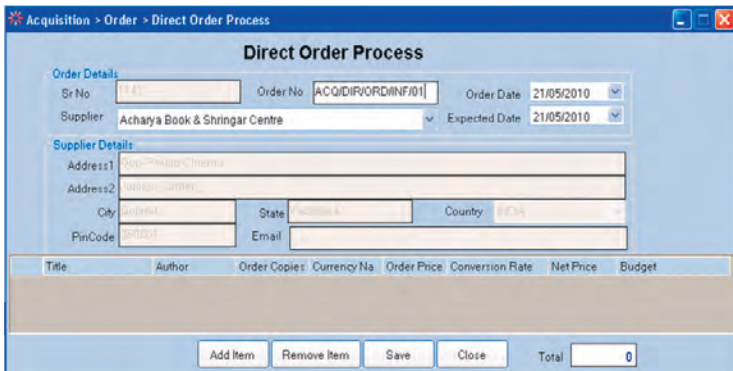 Acquisition > Order > Direct Order Process
Direct Order Process
Order Details
Sr No Order No ACQ/DIR/ORD/INF/01 Order Date 21/05/2010
Supplier Acharya Book & Shringar Centre Expected Date 21/05/2010
Supplier Details
Address1
Address2
City State Country INDIA
PinCode Email
Title Author Order Copies Currency Na Order Price Conversion Rate Net Price Budget
Add Item Remove Item Save Close Total 0